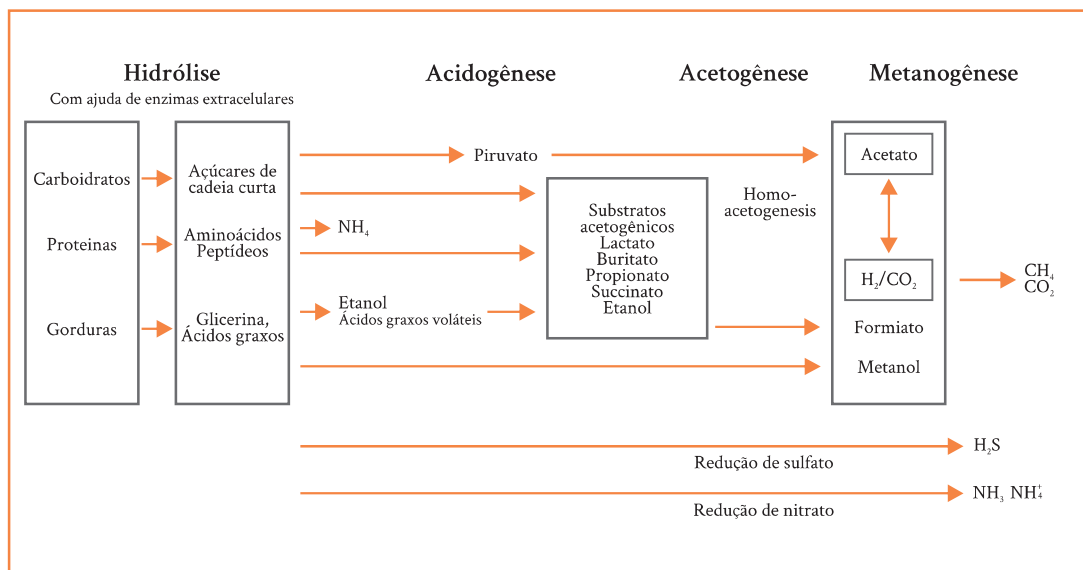 Hidrólise
Com ajuda de enzimas extracelulares
Acidogênese
Acetogênese
Metanogênese
Carboidratos
Proteinas
Gorduras
Açúcares de
cadeia curta
Aminoácidos
Peptídeos
Glicerina,
Ácidos graxos
Piruvato
NH₄
Etanol
Ácidos graxos voláteis
Substratos
acetogênicos
Lactato
Buritato
Propionato
Succinato
Etanol
Homo-
acetogenesis
Acetato
H₂/CO₂
Formiato
Metanol
CH₄
CO₂
Redução de sulfato
H₂S
Redução de nitrato
NH₃ NH₄⁺